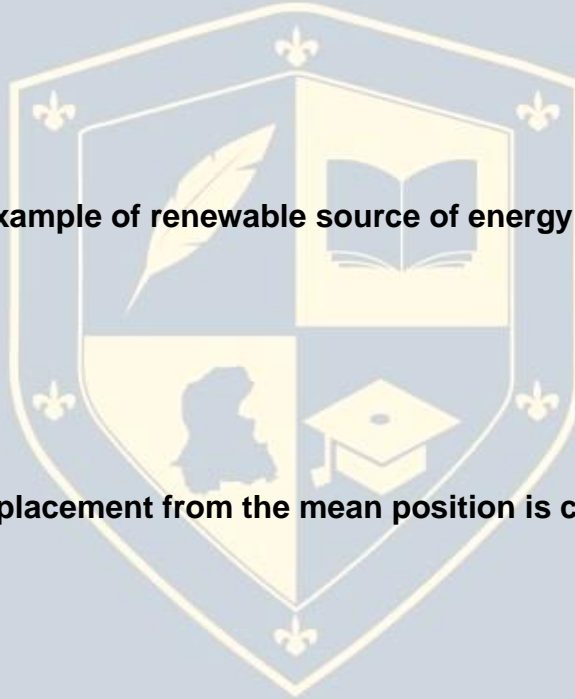 xample of renewable source of energy
placement from the mean position is c